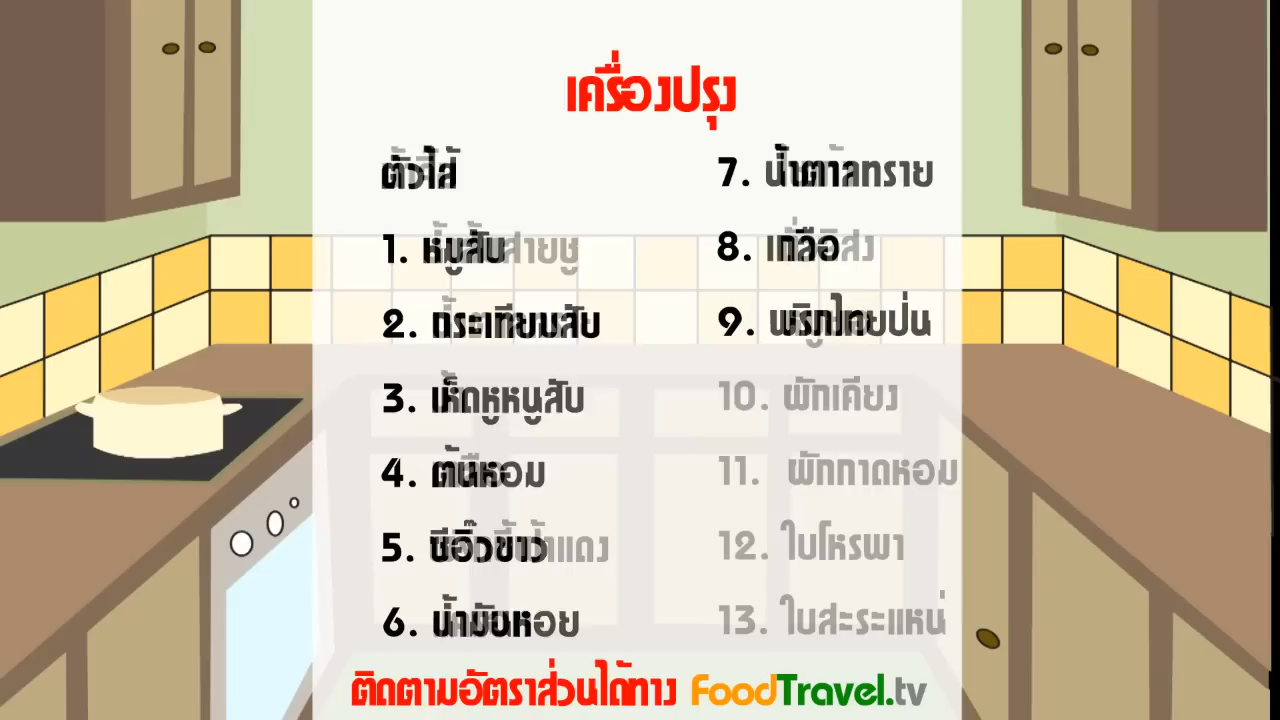 เครื่องปรุง
ตัวไส้
1. หมูสับ
2. กระเทียมสับ
3. เห็ดหูหนูสับ
4. ต้นหอม
5. ซีอิ๊วขาว
6. น้ำมันหอย
7. น้ำตาลทราย
8. เกลือ
9. พริกไทยป่น
10. ผักเคียง
11. ผักกาดหอม
12. ใบโหรพา
13. ใบสะระแหน่
ติดตามอัตราส่วนได้ทาง FoodTravel.tv